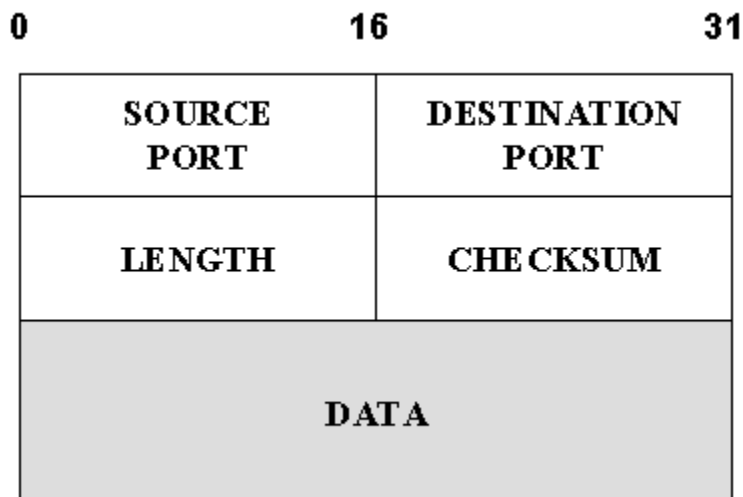 0 16 31
SOURCE PORT
DESTINATION PORT
LENGTH
CHECKSUM
DATA